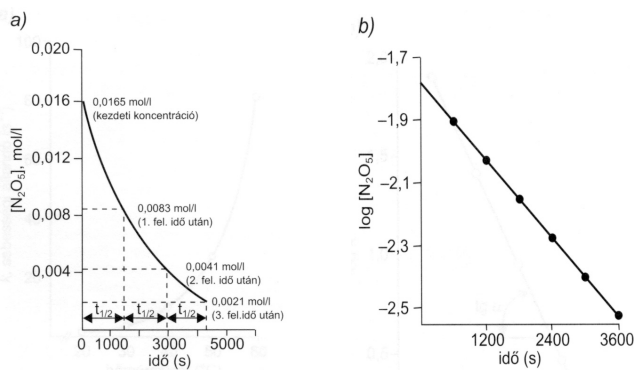 a)
[N₂O₅], mol/l
0,020
0,016
0,012
0,008
0,004
0,0165 mol/l
(kezdeti koncentráció)
0,0083 mol/l
(1. fel. idő után)
0,0041 mol/l
(2. fel. idő után)
0,0021 mol/l
(3. fel.idő után)
t1/2 t1/2 t1/2
0 1000 3000 5000
idő (s)
b)
log [N₂O₅]
–1,7
–1,9
–2,1
–2,3
–2,5
1200 2400 3600
idő (s)